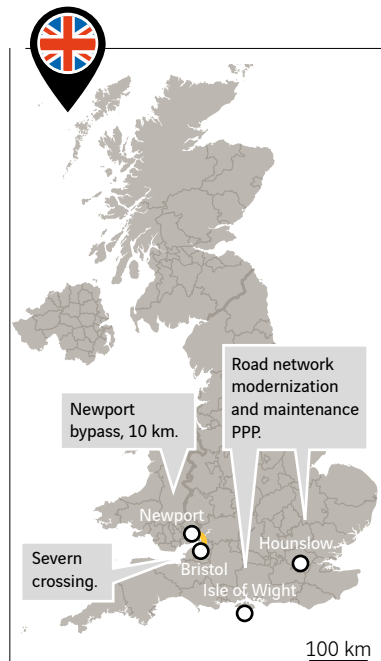 Road network
modernization
and maintenance
PPP.
Newport
bypass, 10 km.
Newport
Hounslow
Severn
crossing.
Bristol
Isle of Wight
100 km